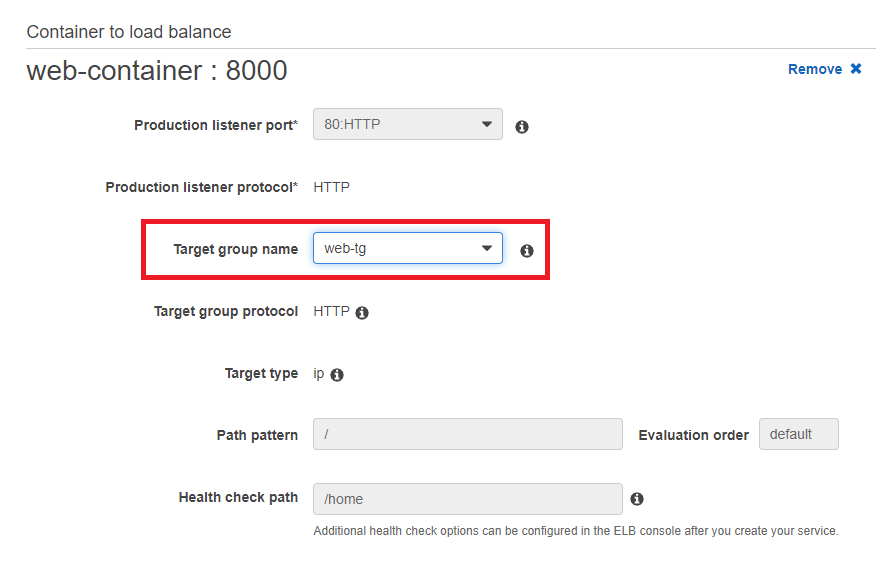 Container to load balance
web-container : 8000 Remove
Production listener port* 80:HTTP
Production listener protocol* HTTP
Target group name web-tg
Target group protocol HTTP
Target type ip
Path pattern / Evaluation order default
Health check path /home
Additional health check options can be configured in the ELB console after you create your service.